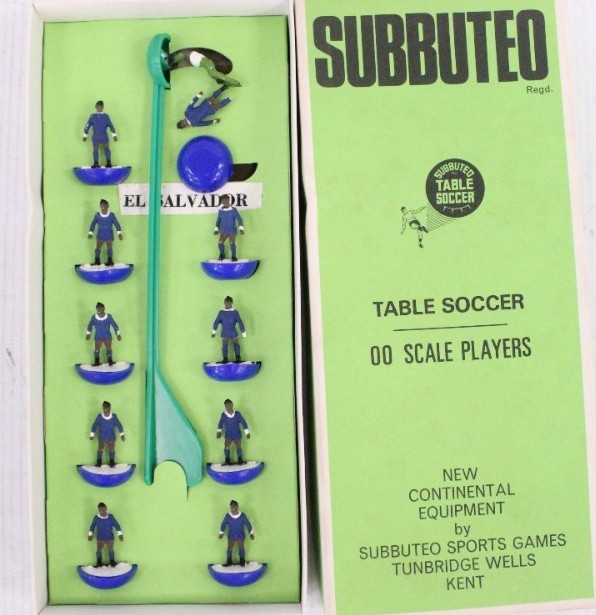 SUBBUTEO
Regd.
SUBBUTEO
TABLE
SOCCER
TABLE SOCCER
00 SCALE PLAYERS
NEW
CONTINENTAL
EQUIPMENT
by
SUBBUTEO SPORTS GAMES
TUNBRIDGE WELLS
KENT
EL SALVADOR